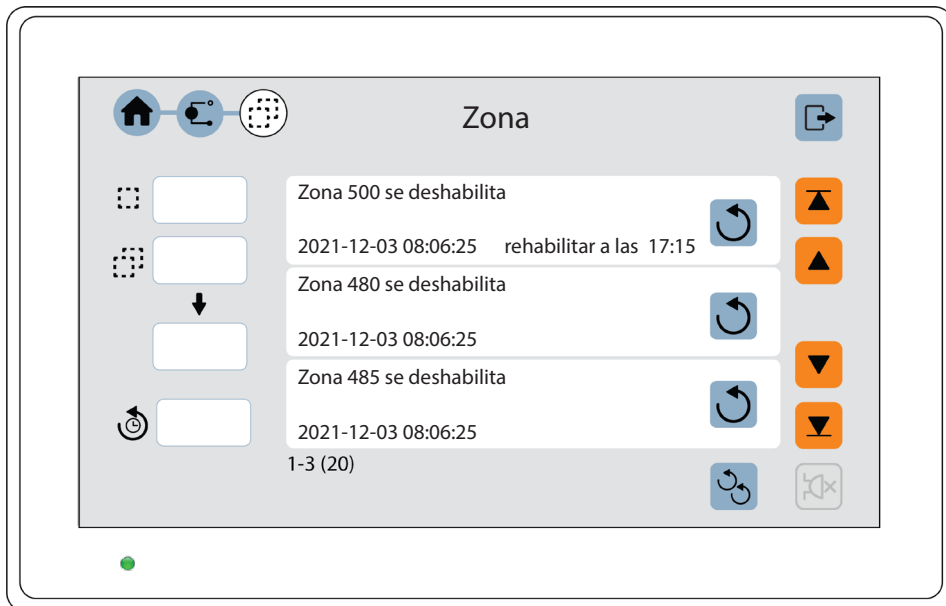 Zona
Zona 500 se deshabilita
2021-12-03 08:06:25 rehabilitar a las 17:15
Zona 480 se deshabilita
2021-12-03 08:06:25
Zona 485 se deshabilita
2021-12-03 08:06:25
1-3 (20)